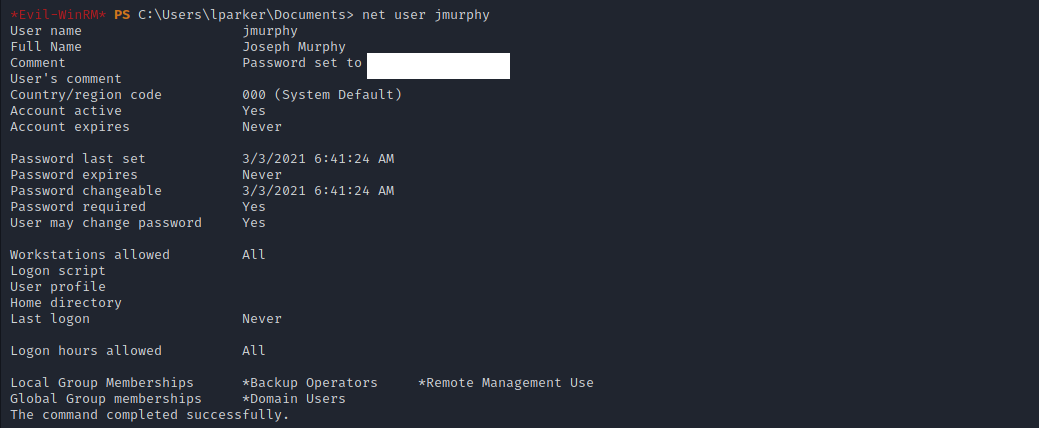 *Evil-WinRM* PS C:\Users\lparker\Documents> net user jmurphy
User name                    jmurphy
Full Name                    Joseph Murphy
Comment                      Password set to
User's comment
Country/region code          000 (System Default)
Account active               Yes
Account expires              Never
Password last set            3/3/2021 6:41:24 AM
Password expires             Never
Password changeable          3/3/2021 6:41:24 AM
Password required            Yes
User may change password     Yes
Workstations allowed         All
Logon script
User profile
Home directory
Last logon                   Never
Logon hours allowed          All
Local Group Memberships      *Backup Operators     *Remote Management Use
Global Group memberships     *Domain Users
The command completed successfully.